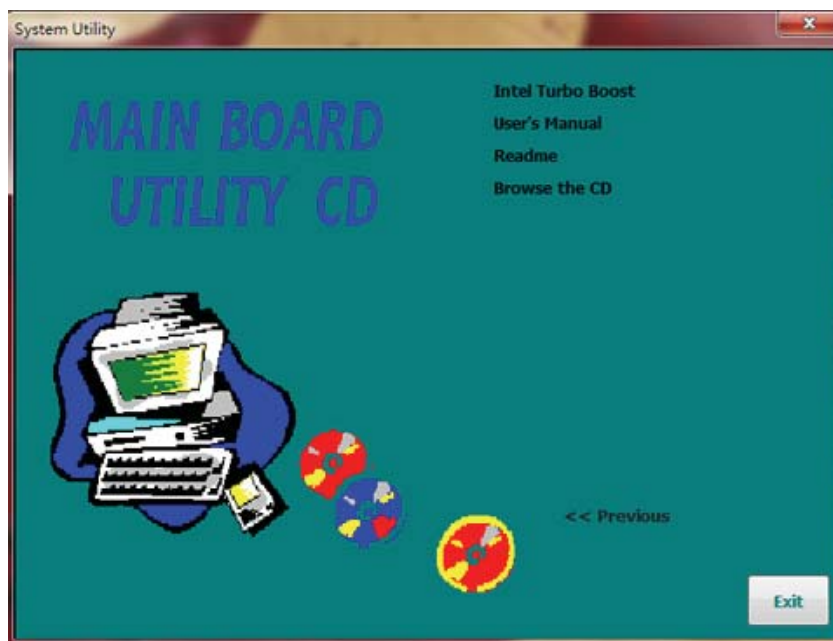 System Utility
MAIN BOARD
UTiLiTY CD
Intel Turbo Boost
User's Manual
Readme
Browse the CD
<< Previous
Exit